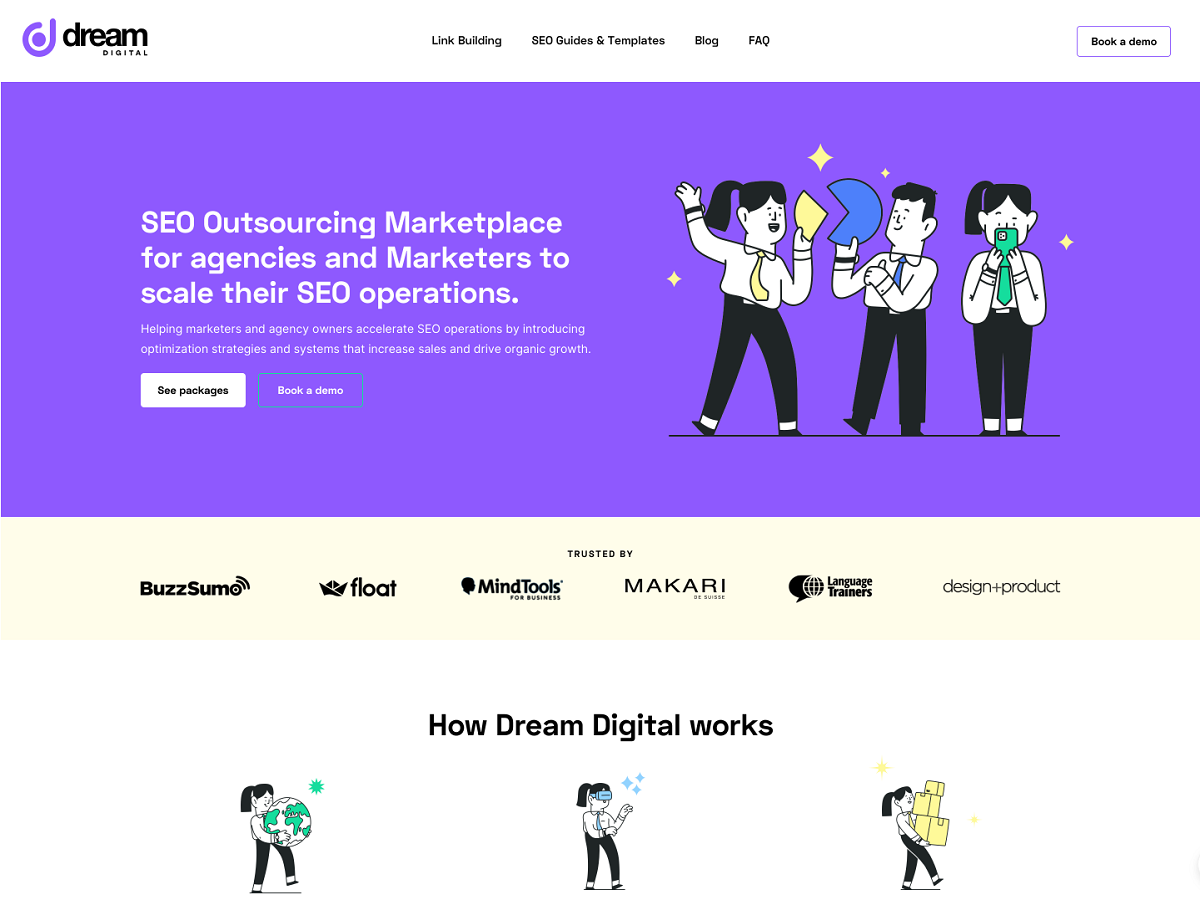 dream
DIGITAL
Link Building
SEO Guides & Templates
Blog
FAQ
Book a demo
SEO Outsourcing Marketplace
for agencies and Marketers to
scale their SEO operations.
Helping marketers and agency owners accelerate SEO operations by introducing
optimization strategies and systems that increase sales and drive organic growth.
See packages
Book a demo
TRUSTED BY
BuzzSumo
float
MindTools
FOR BUSINESS
MAKARI
DE SUISSE
Language
Trainers
design+product
How Dream Digital works